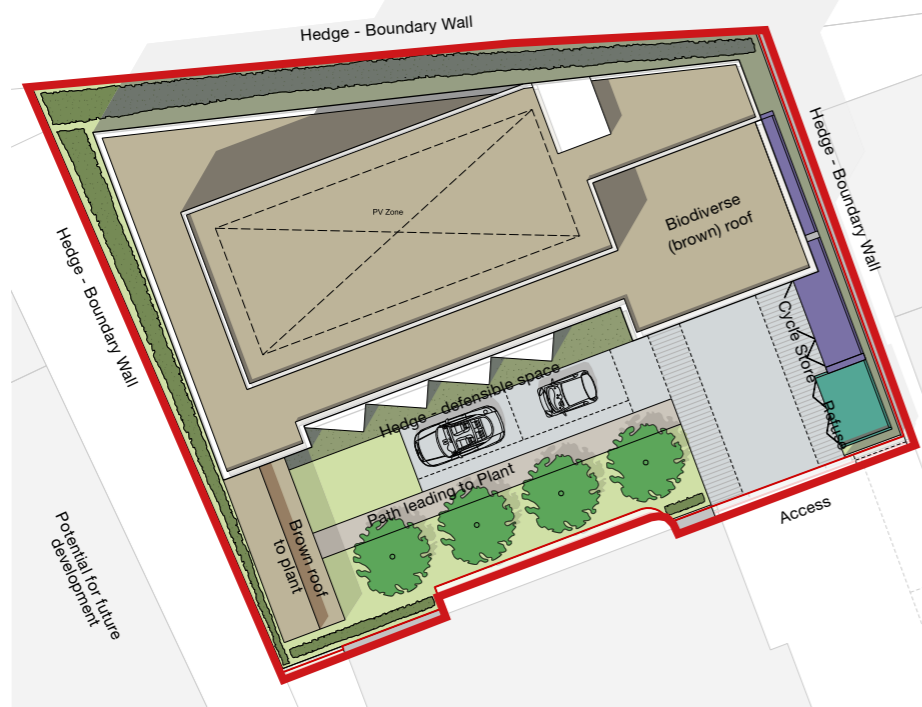 Hedge - Boundary Wall
Hedge - Boundary Wall
PV Zone
Biodiverse
(brown) roof
Hedge - Boundary Wall
Cycle Store
Hedge - defensible space
Refuse
Path leading to Plant
Access
Brown roof
to plant
Potential for future
development